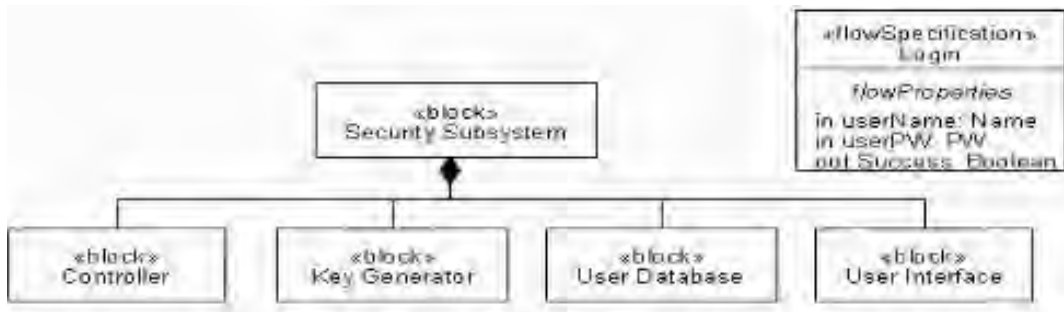 «flowSpecification»
Login
flowProperties
in userName: Name
in userPW: PW
out Success: Boolean
«block»
Security Subsystem
«block»
Controller
«block»
Key Generator
«block»
User Database
«block»
User Interface